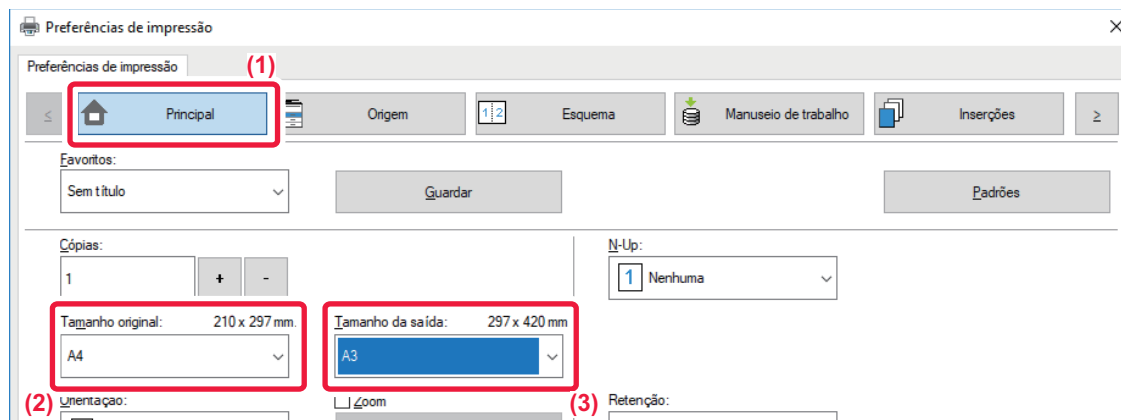 Preferências de impressão
Preferências de impressão
(1)
<
Principal
Origem
1 2
Esquema
Manuseio de trabalho
Inserções
>
Favoritos:
Sem título
Guardar
Padrões
Cópias:
N-Up:
1
+
-
1 Nenhuma
Tamanho original: 210 x 297 mm.
Tamanho da saída: 297 x 420 mm
A4
A3
(2)
Orientação:
Zoom
(3)
Retenção: